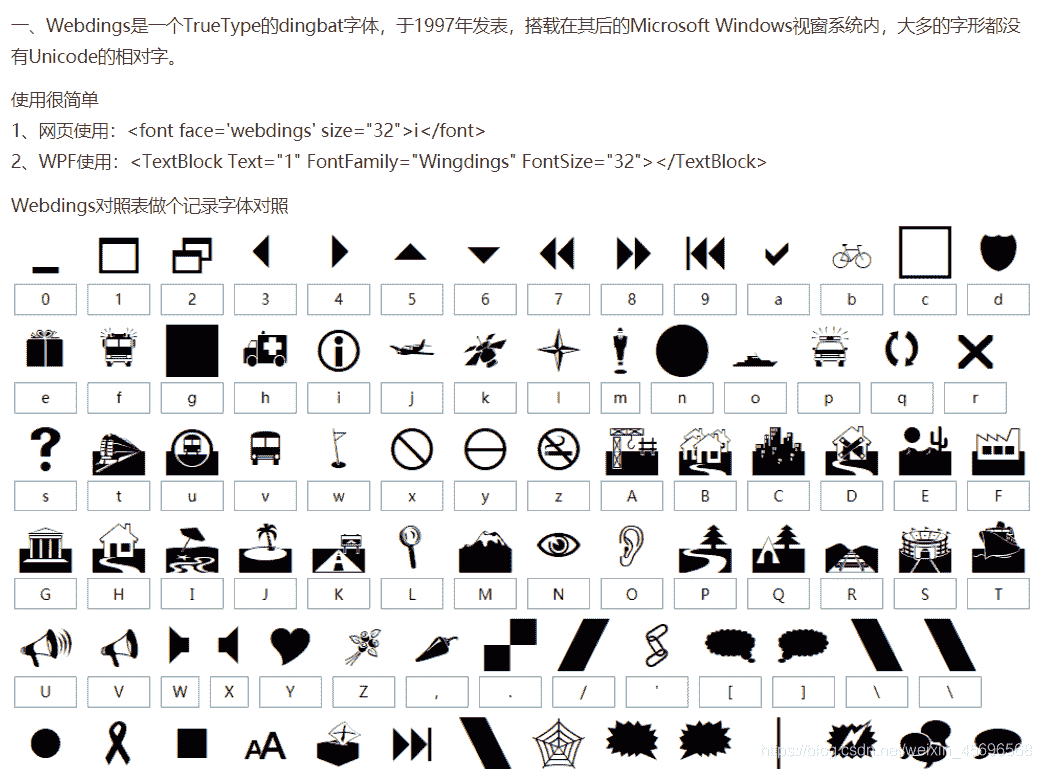 一、Webdings是一个TrueType的dingbat字体，于1997年发表，搭载在其后的Microsoft Windows视窗系统内，大多的字形都没
有Unicode的相对字。
使用很简单
1、网页使用：<font face='webdings' size="32">i</font>
2、WPF使用：<TextBlock Text="1" FontFamily="Wingdings" FontSize="32"></TextBlock>
Webdings对照表做个记录字体对照
0 1 2 3 4 5 6 7 8 9 a b c d
e f g h i j k l m n o p q r
s t u v w x y z A B C D E F
G H I J K L M N O P Q R S T
U V W X Y Z , . / ' [ ] \ \
AA
https://blog.csdn.net/weixin_45696568